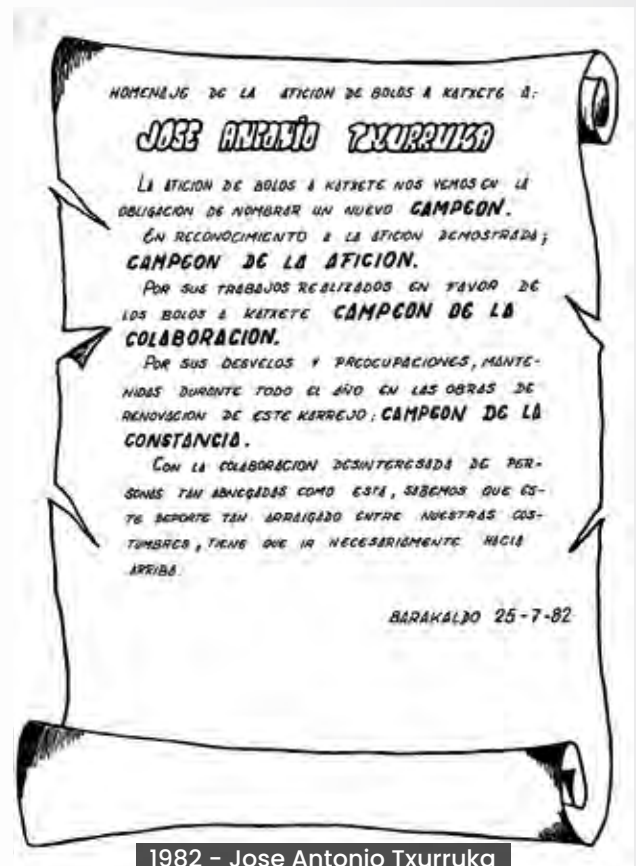 HOMENAJE DE LA AFICION DE BOLOS A KATXETE A:
JOSE ANTONIO TXURRUKA
LA AFICION DE BOLOS A KATXETE NOS VEMOS EN LA
OBLIGACION DE NOMBRAR UN NUEVO CAMPEON.
EN RECONOCIMIENTO A LA AFICION DEMOSTRADA;
CAMPEON DE LA AFICION.
POR SUS TRABAJOS REALIZADOS EN FAVOR DE
LOS BOLOS A KATXETE CAMPEON DE LA
COLABORACION.
POR SUS DESVELOS Y PREOCUPACIONES, MANTE-
NIDAS DURANTE TODO EL AÑO EN LAS OBRAS DE
RENOVACION DE ESTE KARREJO; CAMPEON DE LA
CONSTANCIA.
CON LA COLABORACION DESINTERESADA DE PER-
SONAS TAN ABNEGADAS COMO ESTA, SABEMOS QUE ES-
TE DEPORTE TAN ARRAIGADO ENTRE NUESTRAS COS-
TUMBRES, TIENE QUE IR NECESARIAMENTE HACIA
ARRIBA.
BARAKALDO 25-7-82
1982 - Jose Antonio Txurruka